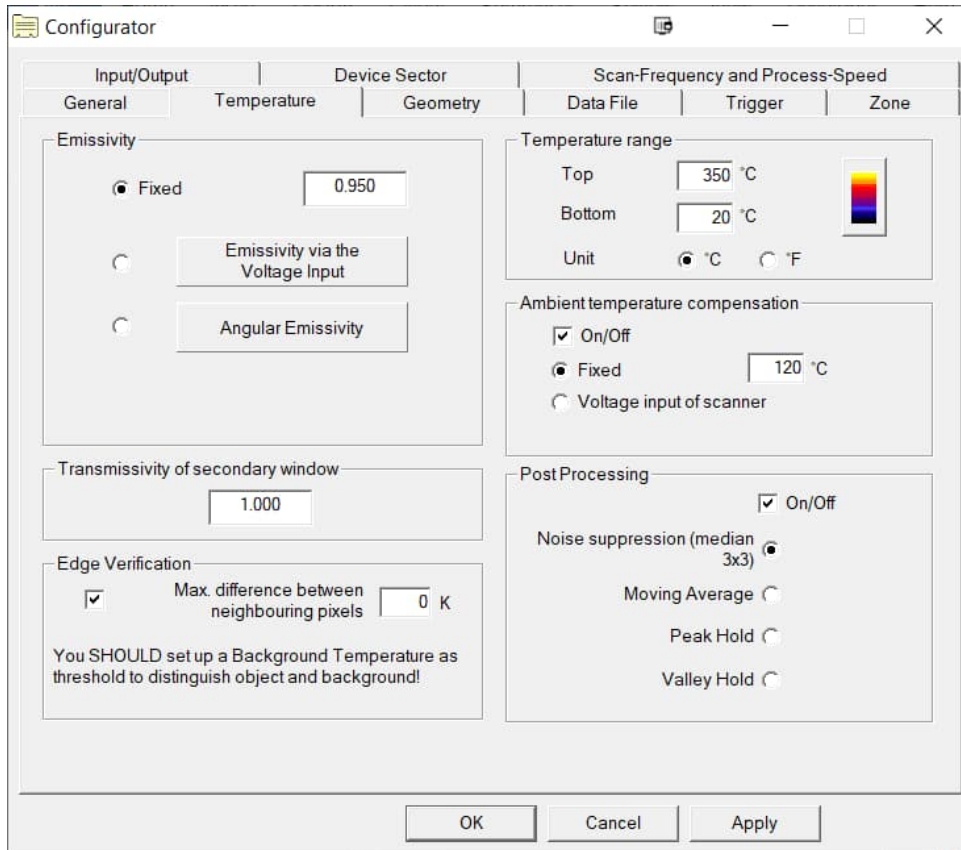 Configurator
Input/Output
Device Sector
Scan-Frequency and Process-Speed
General
Temperature
Geometry
Data File
Trigger
Zone
Emissivity
Fixed
0.950
Emissivity via the
Voltage Input
Angular Emissivity
Transmissivity of secondary window
1.000
Edge Verification
Max. difference between
neighbouring pixels
0 K
You SHOULD set up a Background Temperature as
threshold to distinguish object and background!
Temperature range
Top 350 °C
Bottom 20 °C
Unit °C °F
Ambient temperature compensation
On/Off
Fixed 120 °C
Voltage input of scanner
Post Processing
On/Off
Noise suppression (median
3x3)
Moving Average
Peak Hold
Valley Hold
OK
Cancel
Apply